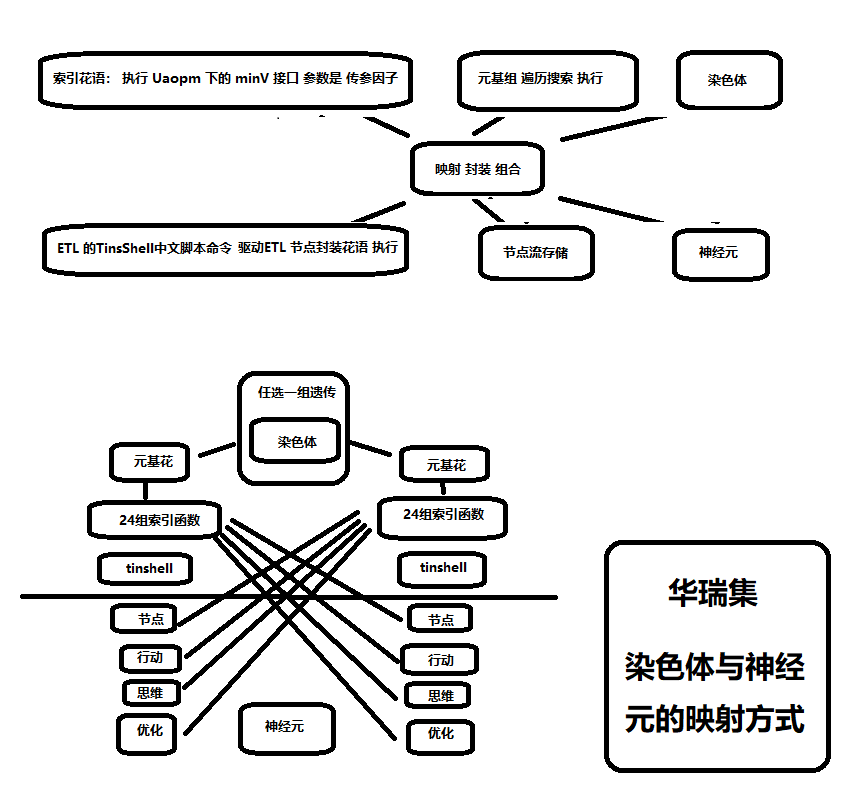 索引花语： 执行 Uaopm 下的 minV 接口 参数是 传参因子
元基组 遍历搜索 执行
染色体
映射 封装 组合
ETL 的TinsShell中文脚本命令 驱动ETL 节点封装花语 执行
节点流存储
神经元
任选一组遗传
染色体
元基花
元基花
24组索引函数
24组索引函数
tinshell
tinshell
节点
节点
行动
行动
思维
思维
优化
神经元
优化
华瑞集
染色体与神经
元的映射方式